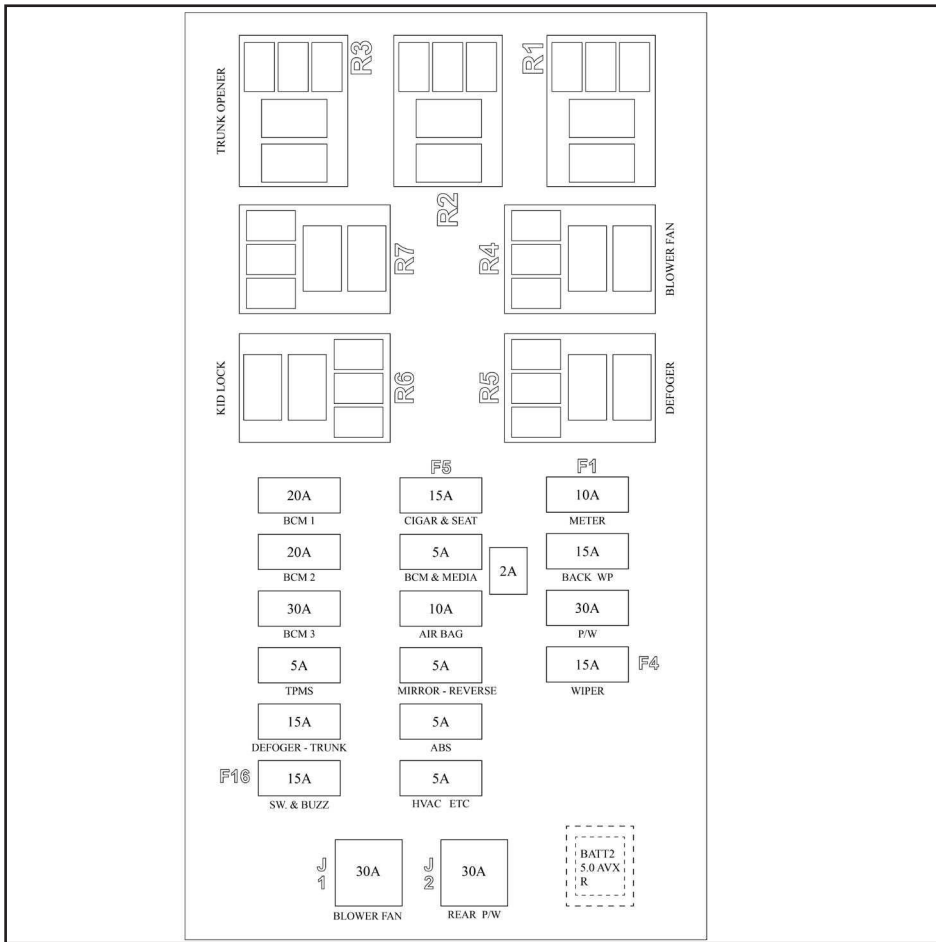 TRUNK OPENER
R3
R2
R1
R7
R4
BLOWER FAN
KID LOCK
R6
R5
DEFOGER
F5
F1
20A
BCM 1
15A
CIGAR & SEAT
10A
METER
20A
BCM 2
5A
BCM & MEDIA
2A
15A
BACK WP
30A
BCM 3
10A
AIR BAG
30A
P/W
5A
TPMS
5A
MIRROR - REVERSE
15A
F4
WIPER
15A
DEFOGER - TRUNK
5A
ABS
F16
15A
SW. & BUZZ
5A
HVAC ETC
J1
30A
BLOWER FAN
J2
30A
REAR P/W
BATT2
5.0 AVX
R